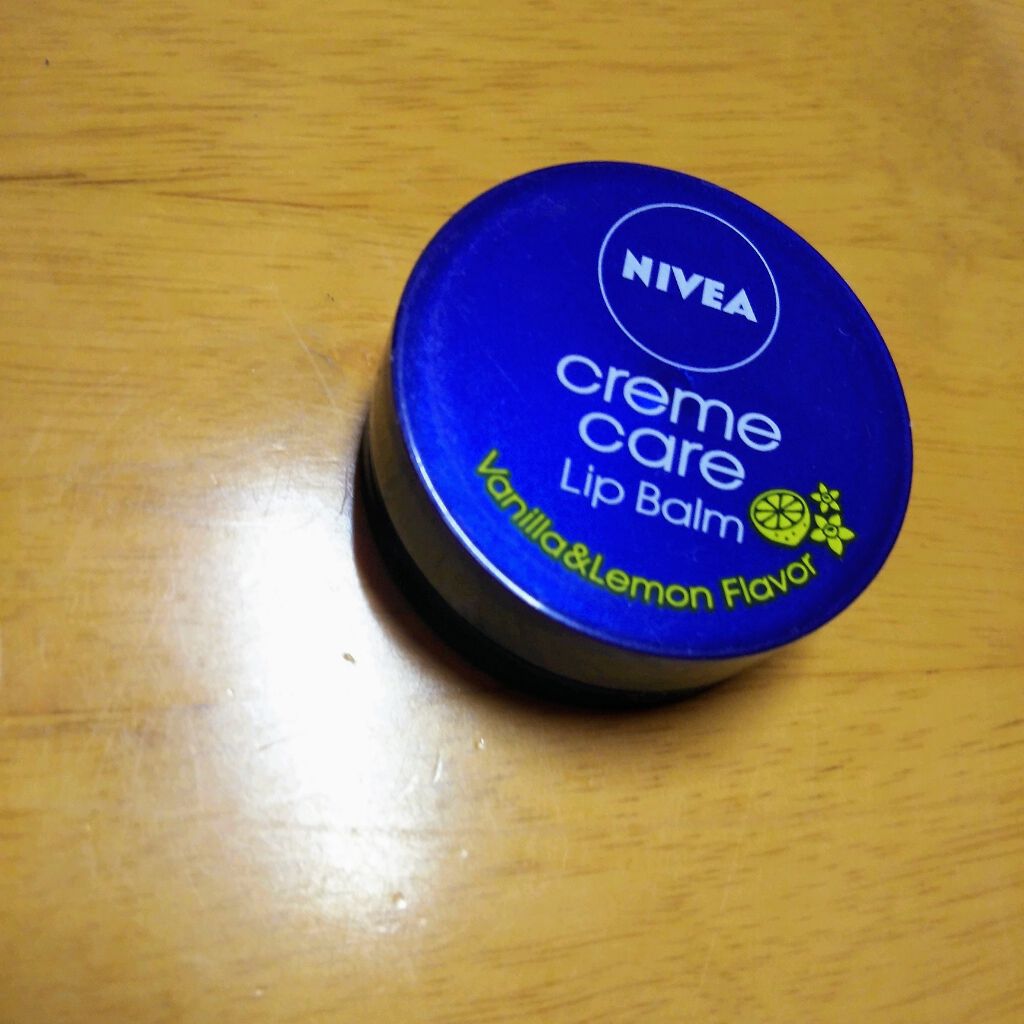 NIVEA
creme
care
Lip Balm
Vanilla&Lemon Flavor